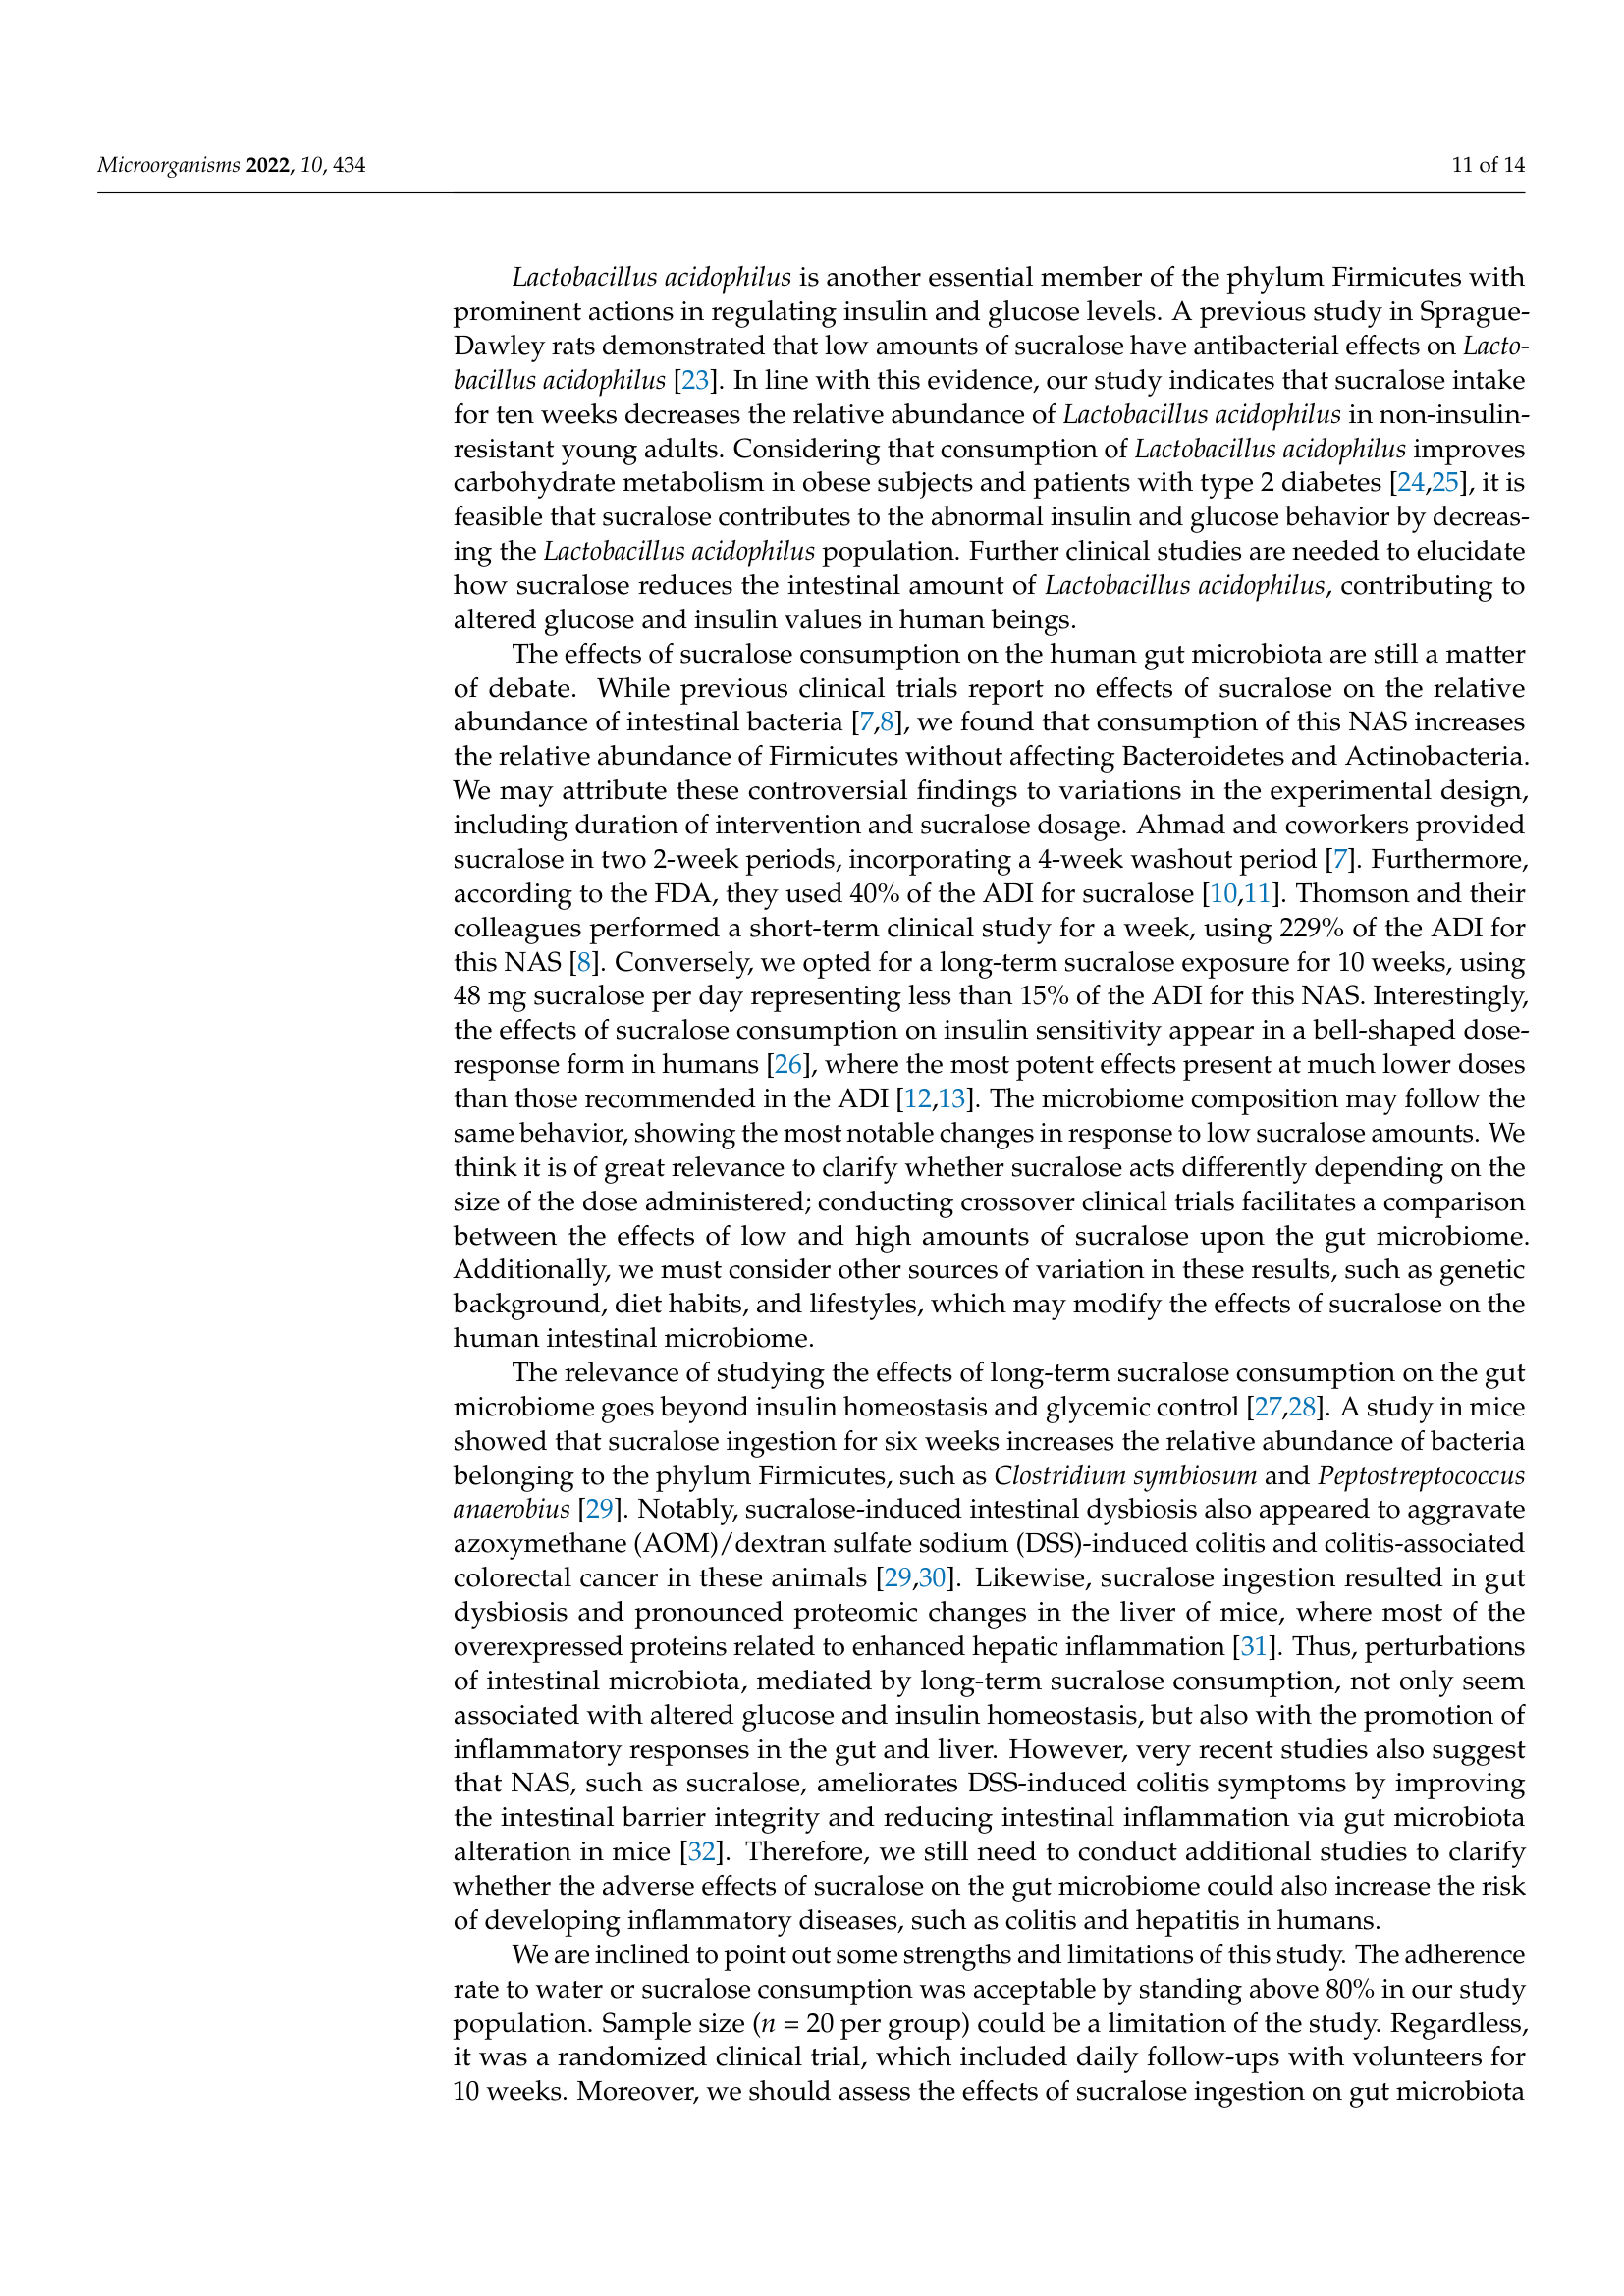 Microorganisms 2022, 10, 434
11 of 14
Lactobacillus acidophilus is another essential member of the phylum Firmicutes with
prominent actions in regulating insulin and glucose levels. A previous study in Sprague-
Dawley rats demonstrated that low amounts of sucralose have antibacterial effects on Lacto-
bacillus acidophilus [23]. In line with this evidence, our study indicates that sucralose intake
for ten weeks decreases the relative abundance of Lactobacillus acidophilus in non-insulin-
resistant young adults. Considering that consumption of Lactobacillus acidophilus improves
carbohydrate metabolism in obese subjects and patients with type 2 diabetes [24,25], it is
feasible that sucralose contributes to the abnormal insulin and glucose behavior by decreas-
ing the Lactobacillus acidophilus population. Further clinical studies are needed to elucidate
how sucralose reduces the intestinal amount of Lactobacillus acidophilus, contributing to
altered glucose and insulin values in human beings.
The effects of sucralose consumption on the human gut microbiota are still a matter
of debate. While previous clinical trials report no effects of sucralose on the relative
abundance of intestinal bacteria [7,8], we found that consumption of this NAS increases
the relative abundance of Firmicutes without affecting Bacteroidetes and Actinobacteria.
We may attribute these controversial findings to variations in the experimental design,
including duration of intervention and sucralose dosage. Ahmad and coworkers provided
sucralose in two 2-week periods, incorporating a 4-week washout period [7]. Furthermore,
according to the FDA, they used 40% of the ADI for sucralose [10,11]. Thomson and their
colleagues performed a short-term clinical study for a week, using 229% of the ADI for
this NAS [8]. Conversely, we opted for a long-term sucralose exposure for 10 weeks, using
48 mg sucralose per day representing less than 15% of the ADI for this NAS. Interestingly,
the effects of sucralose consumption on insulin sensitivity appear in a bell-shaped dose-
response form in humans [26], where the most potent effects present at much lower doses
than those recommended in the ADI [12,13]. The microbiome composition may follow the
same behavior, showing the most notable changes in response to low sucralose amounts. We
think it is of great relevance to clarify whether sucralose acts differently depending on the
size of the dose administered; conducting crossover clinical trials facilitates a comparison
between the effects of low and high amounts of sucralose upon the gut microbiome.
Additionally, we must consider other sources of variation in these results, such as genetic
background, diet habits, and lifestyles, which may modify the effects of sucralose on the
human intestinal microbiome.
The relevance of studying the effects of long-term sucralose consumption on the gut
microbiome goes beyond insulin homeostasis and glycemic control [27,28]. A study in mice
showed that sucralose ingestion for six weeks increases the relative abundance of bacteria
belonging to the phylum Firmicutes, such as Clostridium symbiosum and Peptostreptococcus
anaerobius [29]. Notably, sucralose-induced intestinal dysbiosis also appeared to aggravate
azoxymethane (AOM)/dextran sulfate sodium (DSS)-induced colitis and colitis-associated
colorectal cancer in these animals [29,30]. Likewise, sucralose ingestion resulted in gut
dysbiosis and pronounced proteomic changes in the liver of mice, where most of the
overexpressed proteins related to enhanced hepatic inflammation [31]. Thus, perturbations
of intestinal microbiota, mediated by long-term sucralose consumption, not only seem
associated with altered glucose and insulin homeostasis, but also with the promotion of
inflammatory responses in the gut and liver. However, very recent studies also suggest
that NAS, such as sucralose, ameliorates DSS-induced colitis symptoms by improving
the intestinal barrier integrity and reducing intestinal inflammation via gut microbiota
alteration in mice [32]. Therefore, we still need to conduct additional studies to clarify
whether the adverse effects of sucralose on the gut microbiome could also increase the risk
of developing inflammatory diseases, such as colitis and hepatitis in humans.
We are inclined to point out some strengths and limitations of this study. The adherence
rate to water or sucralose consumption was acceptable by standing above 80% in our study
population. Sample size (n = 20 per group) could be a limitation of the study. Regardless,
it was a randomized clinical trial, which included daily follow-ups with volunteers for
10 weeks. Moreover, we should assess the effects of sucralose ingestion on gut microbiota